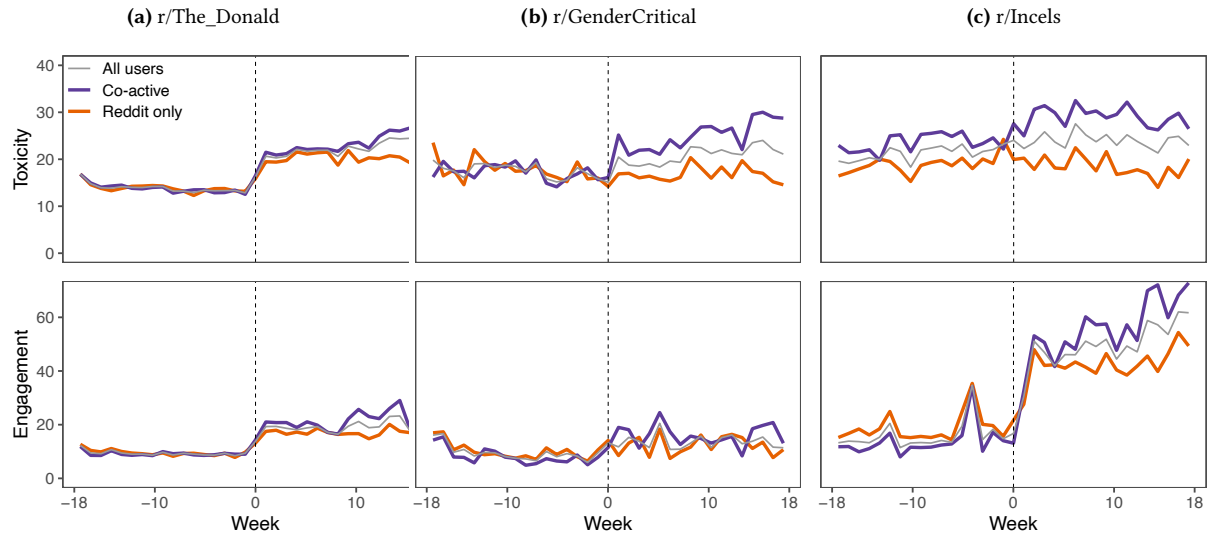 (a) r/The_Donald
(b) r/GenderCritical
(c) r/Incels
All users
Co-active
Reddit only
Toxicity
40
30
20
10
0
Engagement
60
40
20
0
−18
−10
0
10
−18
−10
0
10
18
−18
−10
0
10
18
Week
Week
Week